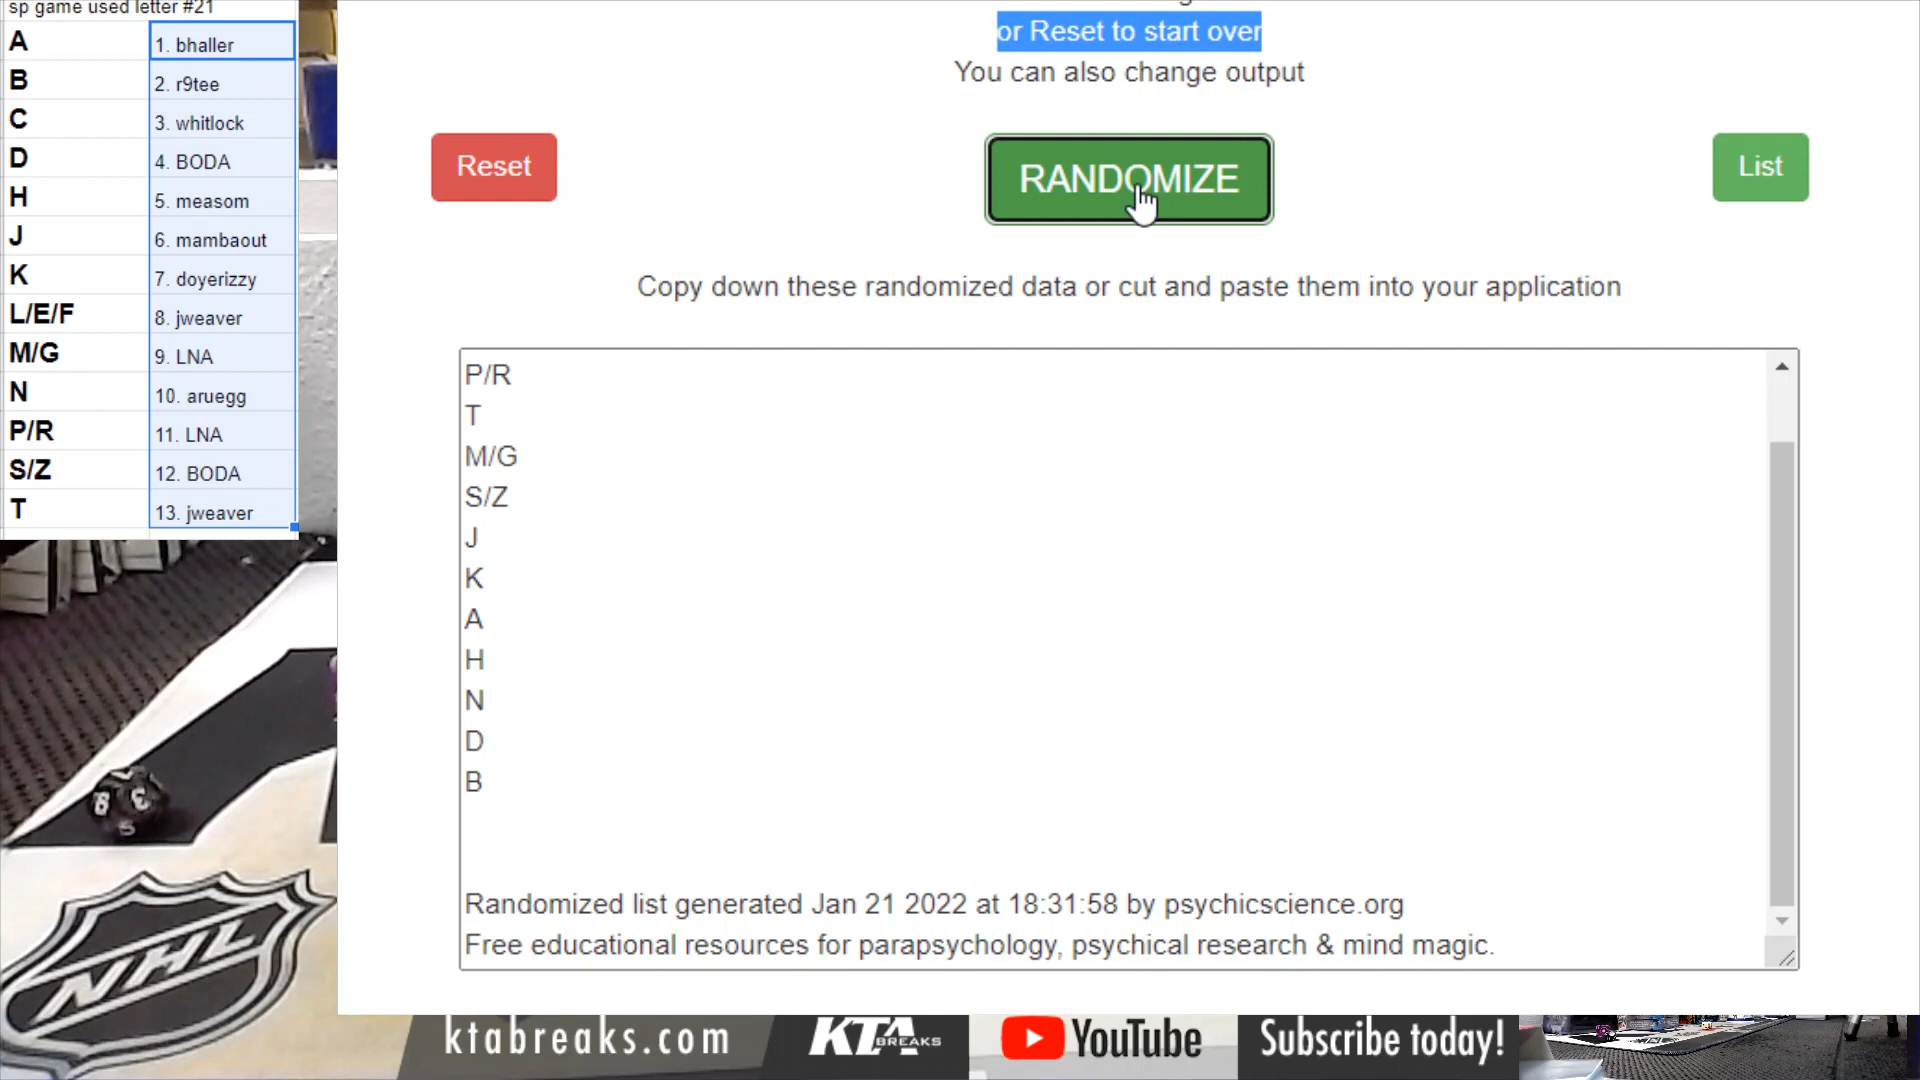 sp game used letter #21
A 1. bhaller
B 2. r9tee
C 3. whitlock
D 4. BODA
H 5. measom
J 6. mambaout
K 7. doyerizzy
L/E/F 8. jweaver
M/G 9. LNA
N 10. aruegg
P/R 11. LNA
S/Z 12. BODA
T 13. jweaver
or Reset to start over
You can also change output
Reset
RANDOMIZE
List
Copy down these randomized data or cut and paste them into your application
P/R
T
M/G
S/Z
J
K
A
H
N
D
B
Randomized list generated Jan 21 2022 at 18:31:58 by psychicscience.org
Free educational resources for parapsychology, psychical research & mind magic.
NHL
ktabreaks.com
KTA BREAKS
YouTube
Subscribe today!